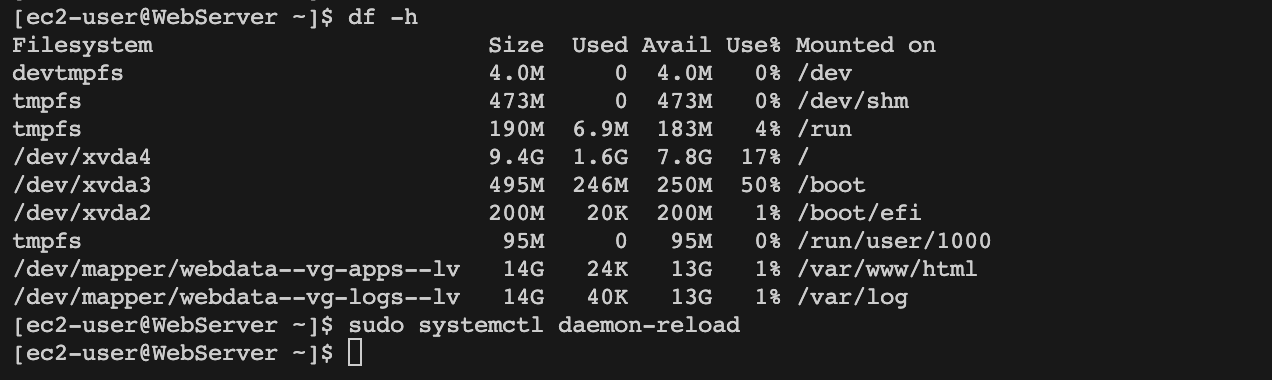 [ec2-user@WebServer ~]$ df -h
Filesystem                        Size  Used Avail Use% Mounted on
devtmpfs                          4.0M     0  4.0M   0% /dev
tmpfs                             473M     0  473M   0% /dev/shm
tmpfs                             190M  6.9M  183M   4% /run
/dev/xvda4                        9.4G  1.6G  7.8G  17% /
/dev/xvda3                        495M  246M  250M  50% /boot
/dev/xvda2                        200M   20K  200M   1% /boot/efi
tmpfs                              95M     0   95M   0% /run/user/1000
/dev/mapper/webdata--vg-apps--lv   14G   24K   13G   1% /var/www/html
/dev/mapper/webdata--vg-logs--lv   14G   40K   13G   1% /var/log
[ec2-user@WebServer ~]$ sudo systemctl daemon-reload
[ec2-user@WebServer ~]$